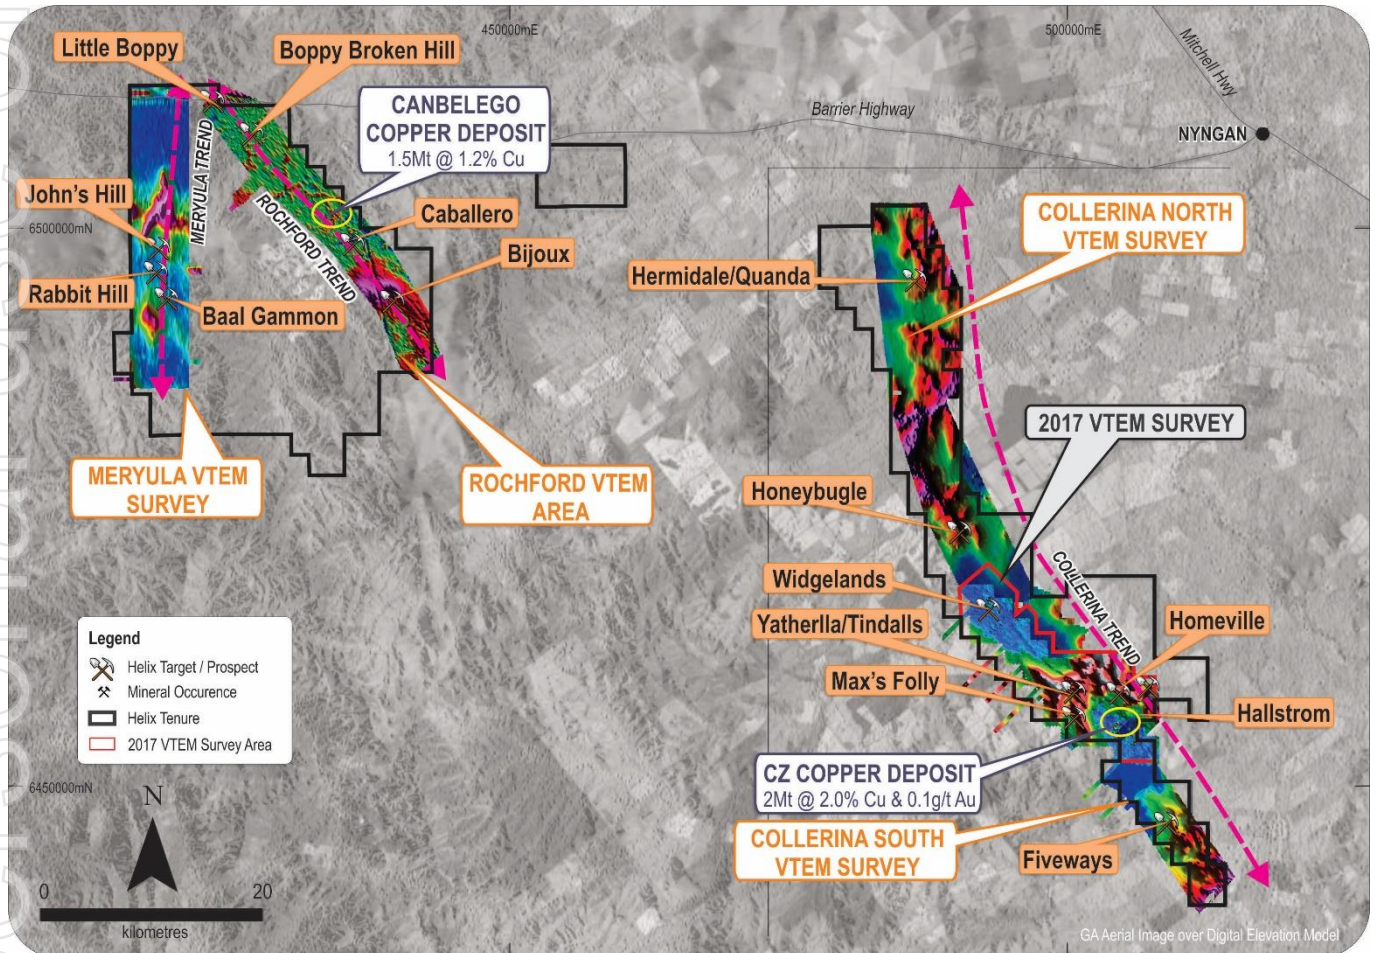 450000mE
500000mE
Little Boppy
Boppy Broken Hill
Mitchell Hwy
CANBELEGO
COPPER DEPOSIT
1.5Mt @ 1.2% Cu
Barrier Highway
NYNGAN
MERYULA TREND
John's Hill
ROCHFORD TREND
Caballero
COLLERINA NORTH
VTEM SURVEY
6500000mN
Bijoux
Hermidale/Quanda
Rabbit Hill
Baal Gammon
2017 VTEM SURVEY
MERYULA VTEM
SURVEY
ROCHFORD VTEM
AREA
Honeybugle
COLLERINA TREND
Widgelands
Yatherlla/Tindalls
Homeville
Max's Folly
Hallstrom
Legend
Helix Target / Prospect
Mineral Occurence
Helix Tenure
2017 VTEM Survey Area
CZ COPPER DEPOSIT
2Mt @ 2.0% Cu & 0.1g/t Au
6450000mN
COLLERINA SOUTH
VTEM SURVEY
Fiveways
N
0 20
kilometres
GA Aerial Image over Digital Elevation Model